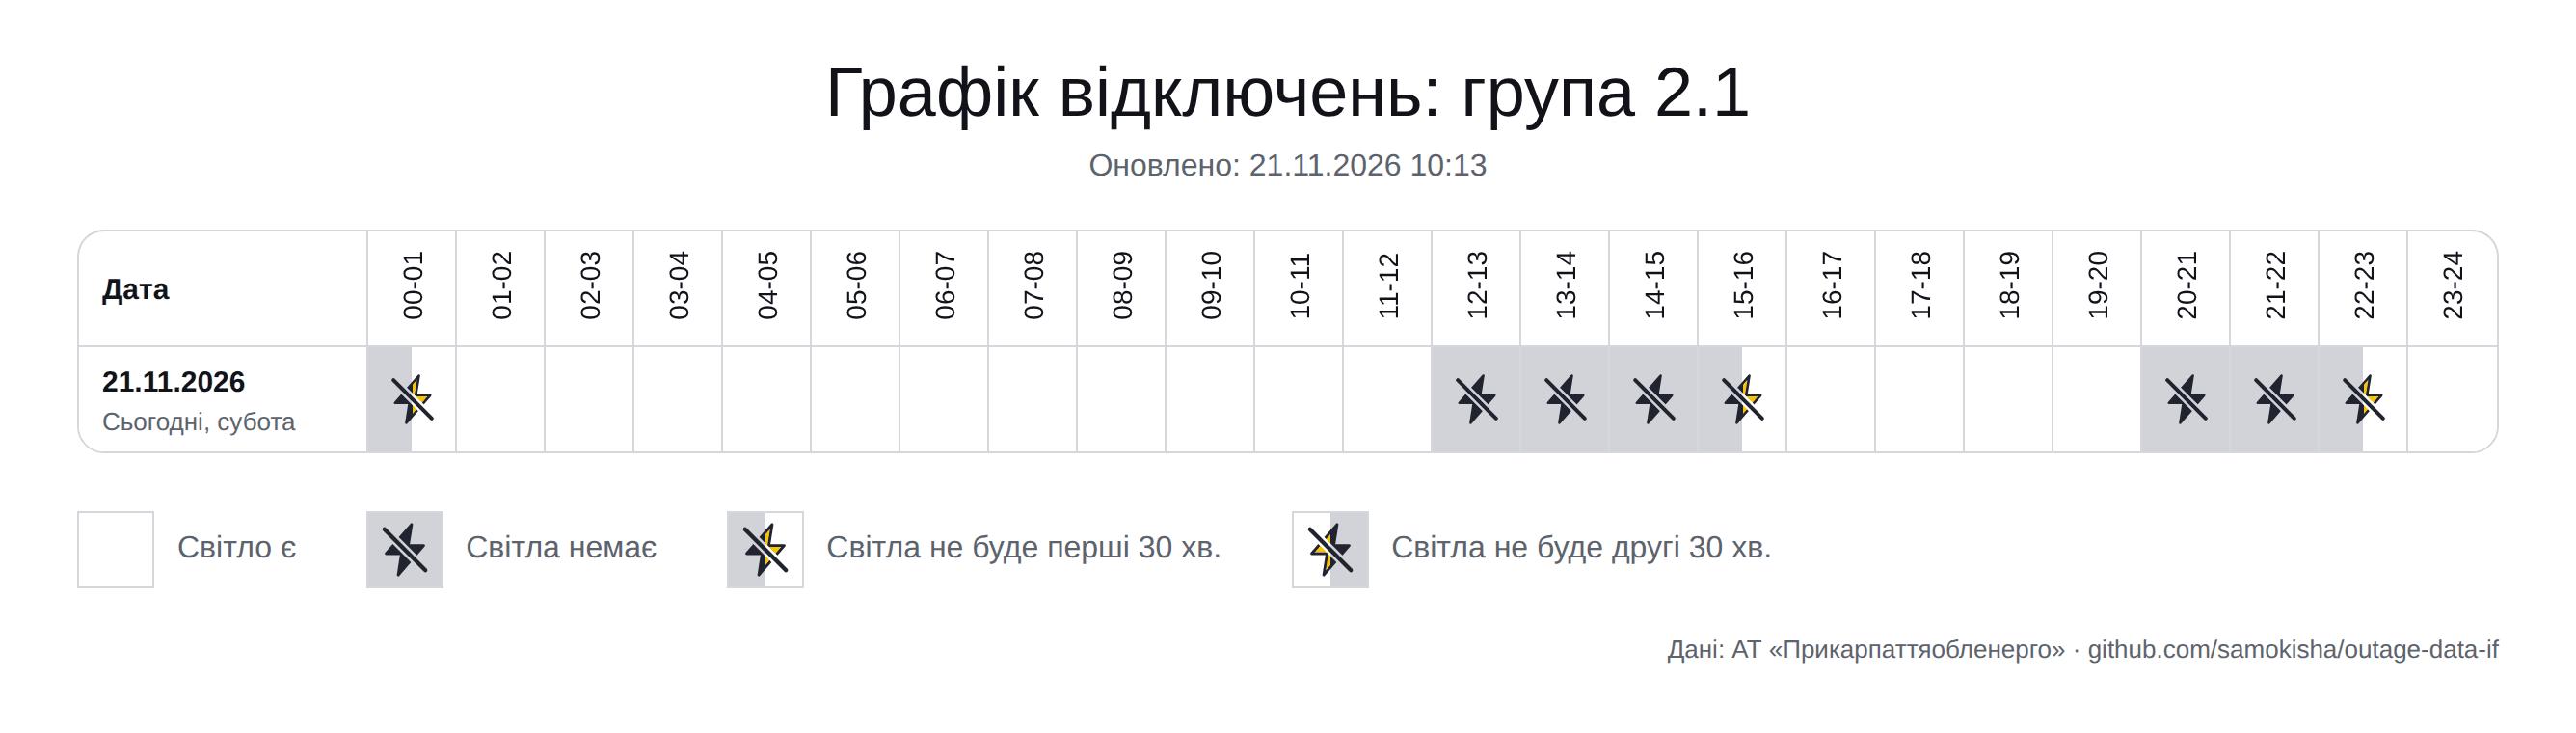 Графік відключень: група 2.1
Оновлено: 21.11.2026 10:13
Дата 00-01 01-02 02-03 03-04 04-05 05-06 06-07 07-08 08-09 09-10 10-11 11-12 12-13 13-14 14-15 15-16 16-17 17-18 18-19 19-20 20-21 21-22 22-23 23-24
21.11.2026
Сьогодні, субота
Світло є Світла немає Світла не буде перші 30 хв. Світла не буде другі 30 хв.
Дані: АТ «Прикарпаттяобленерго» · github.com/samokisha/outage-data-if